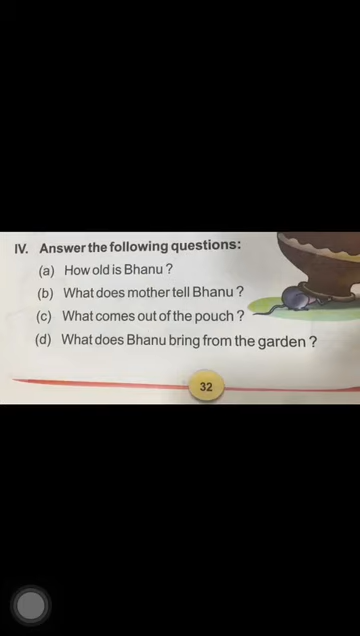 IV. Answer the following questions:
(a) How old is Bhanu ?
(b) What does mother tell Bhanu ?
(c) What comes out of the pouch ?
(d) What does Bhanu bring from the garden ?
32